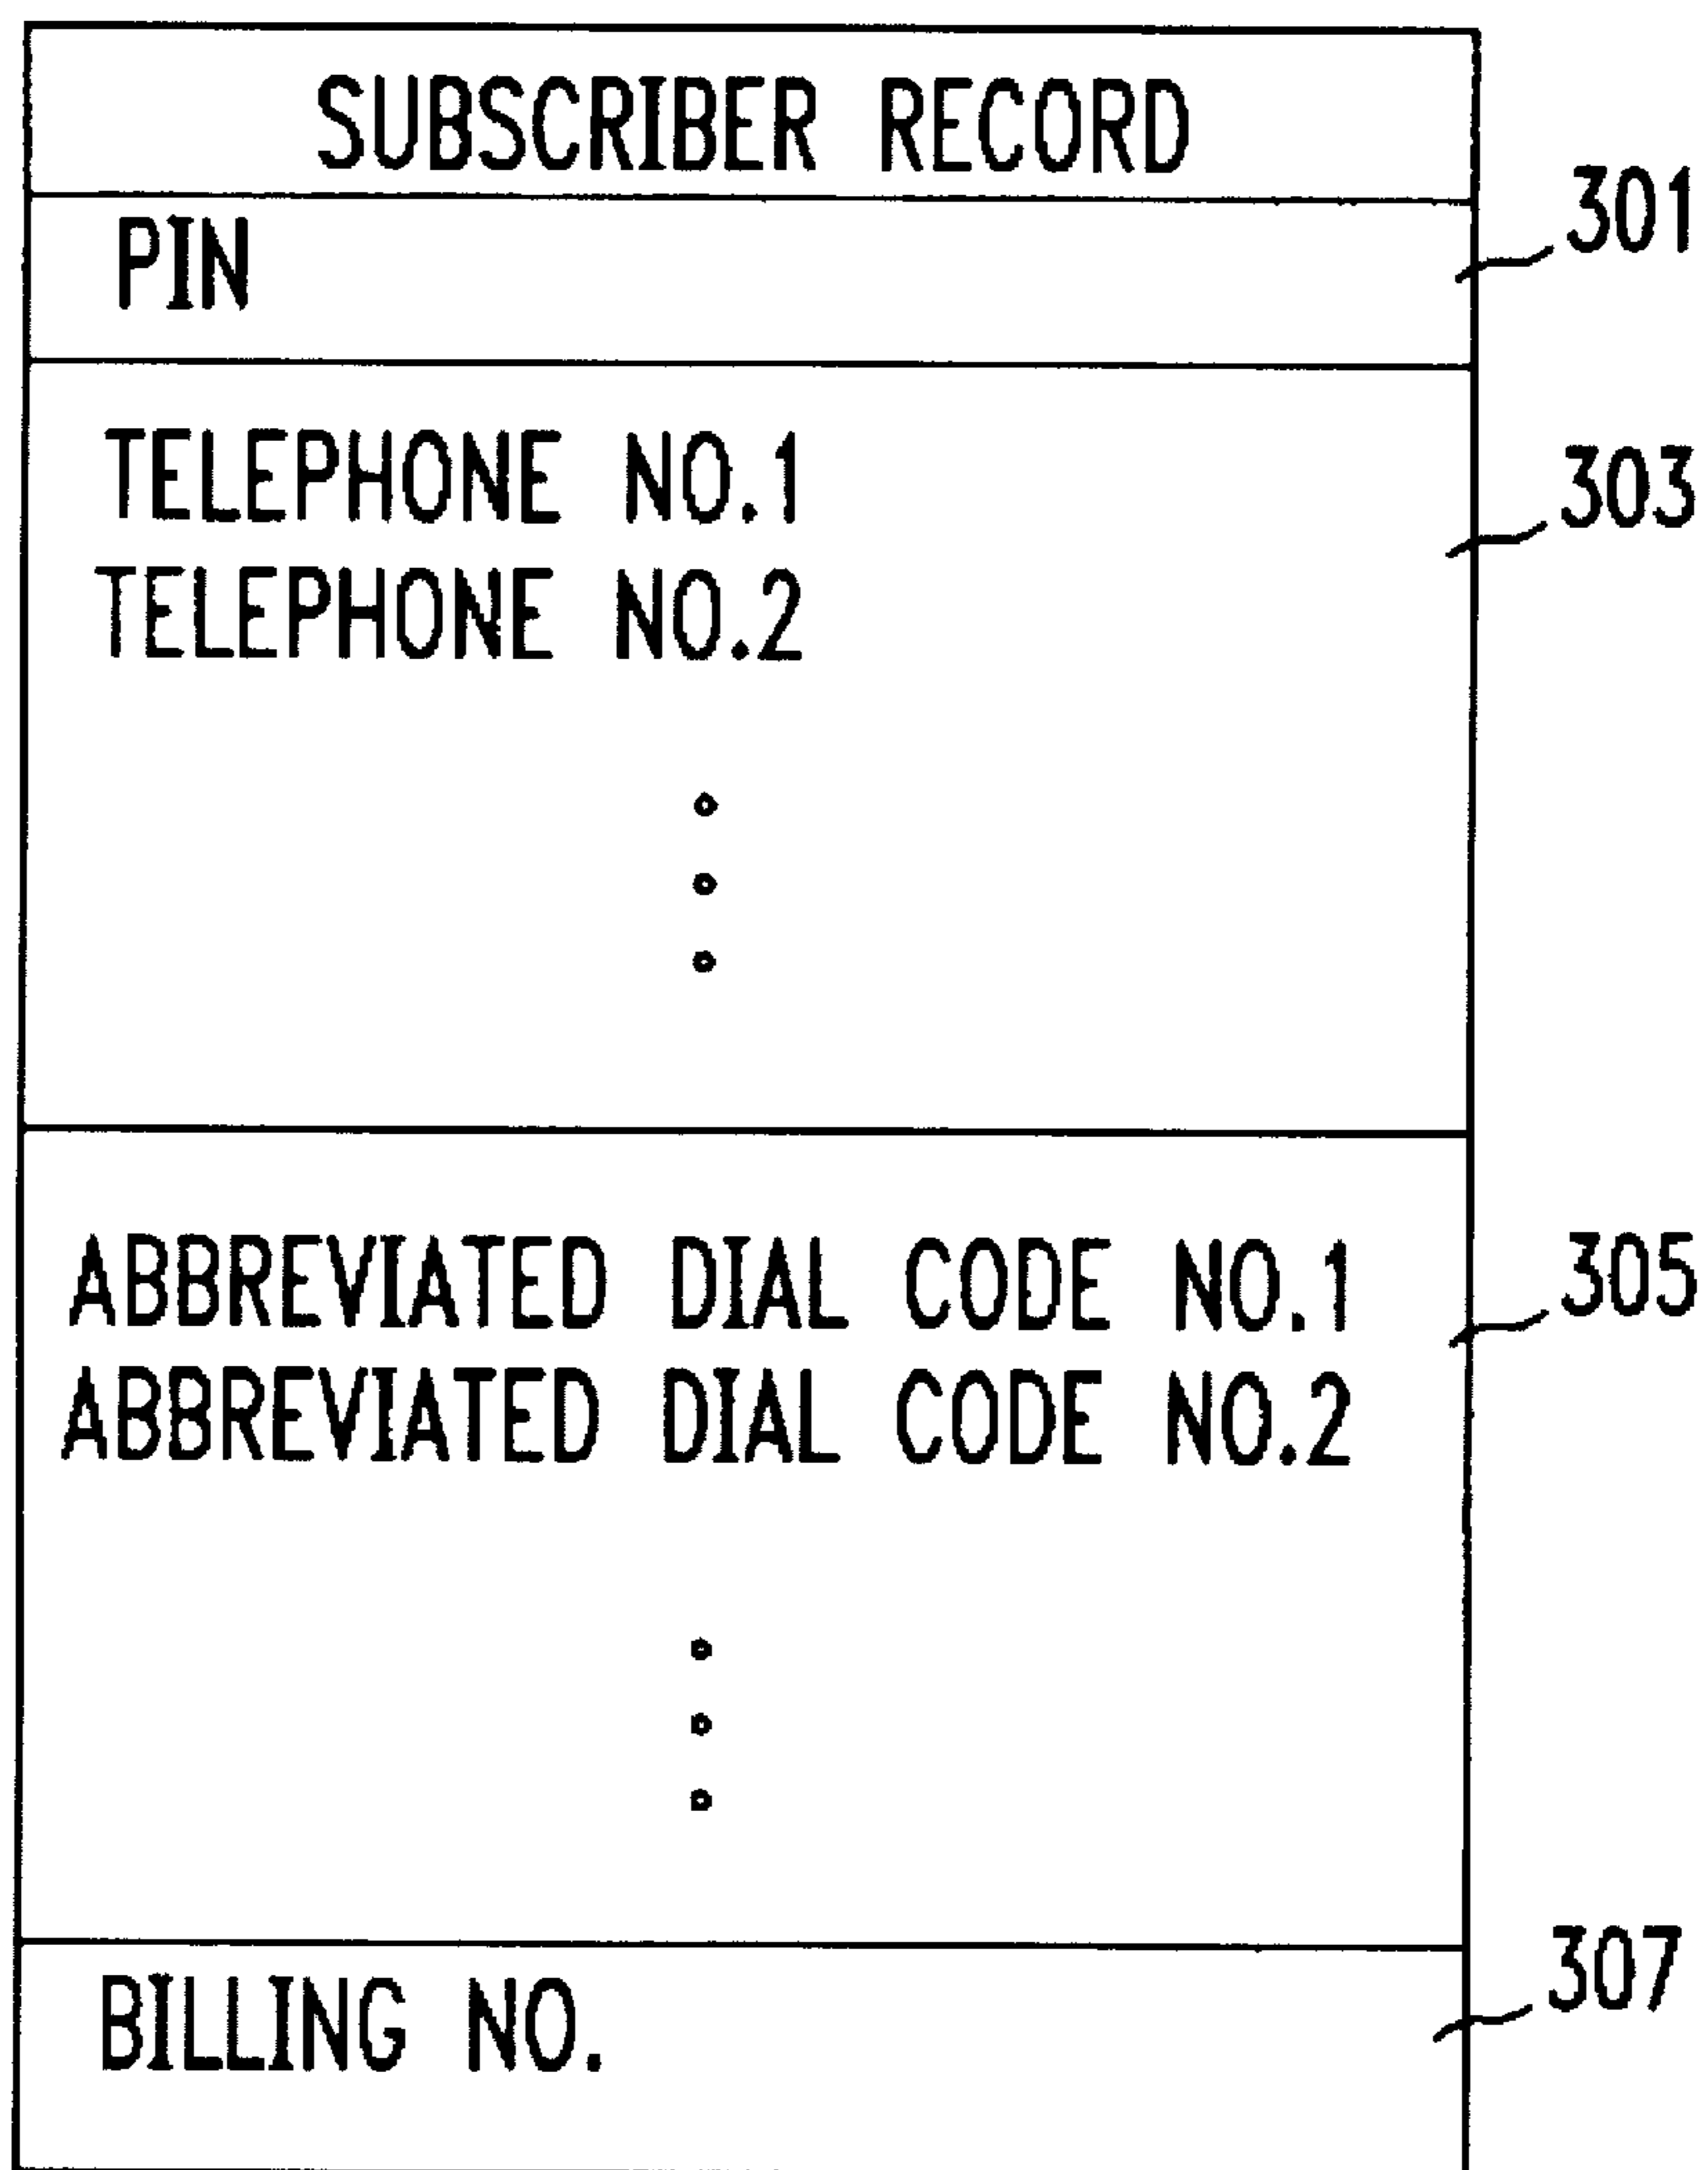 SUBSCRIBER RECORD
PIN
301
TELEPHONE NO.1
303
TELEPHONE NO.2
ABBREVIATED DIAL CODE NO.1
305
ABBREVIATED DIAL CODE NO.2
BILLING NO.
307